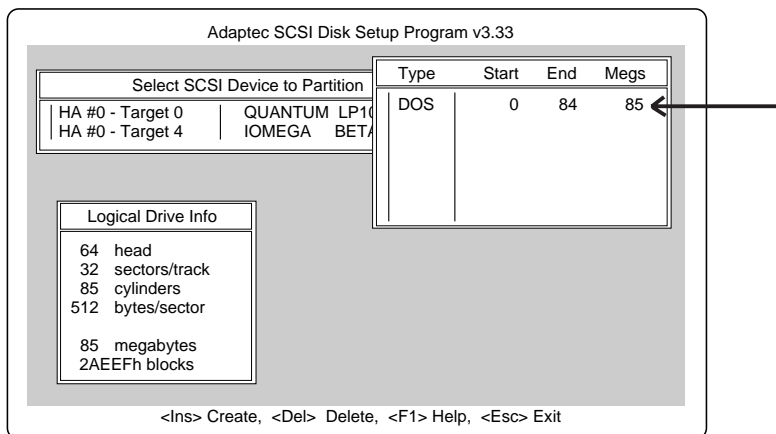 Adaptec SCSI Disk Setup Program v3.33
Select SCSI Device to Partition
HA #0 - Target 0 QUANTUM LP10
HA #0 - Target 4 IOMEGA BETA
Type Start End Megs
DOS 0 84 85
Logical Drive Info
64 head
32 sectors/track
85 cylinders
512 bytes/sector
85 megabytes
2AEEFh blocks
<Ins> Create, <Del> Delete, <F1> Help, <Esc> Exit